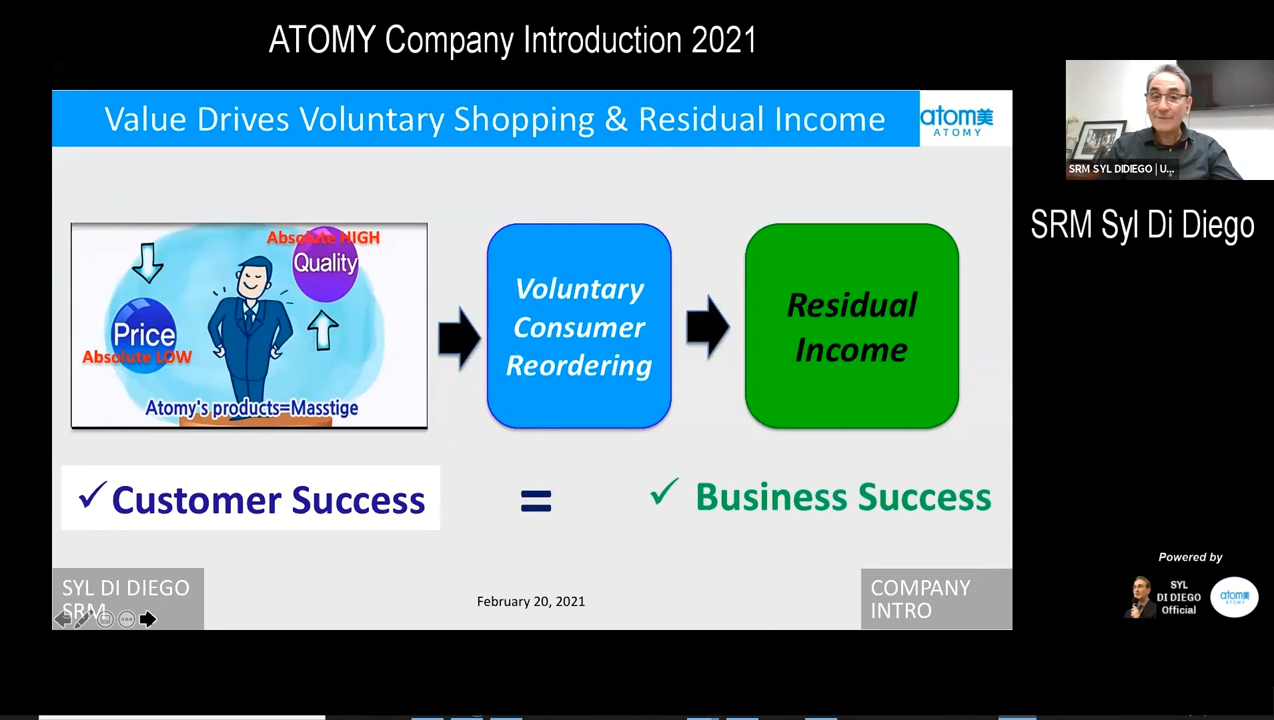 ATOMY Company Introduction 2021
Value Drives Voluntary Shopping & Residual Income
atom美
ATOMY
SRM SYL DIDIEGO | U...
SRM Syl Di Diego
Absolute HIGH
Quality
Price
Absolute LOW
Atomy's products=Masstige
Voluntary
Consumer
Reordering
Residual
Income
✓Customer Success
=
✓ Business Success
SYL DI DIEGO
SRM
February 20, 2021
COMPANY
INTRO
Powered by
SYL
DI DIEGO
Official
atom美
ATOMY